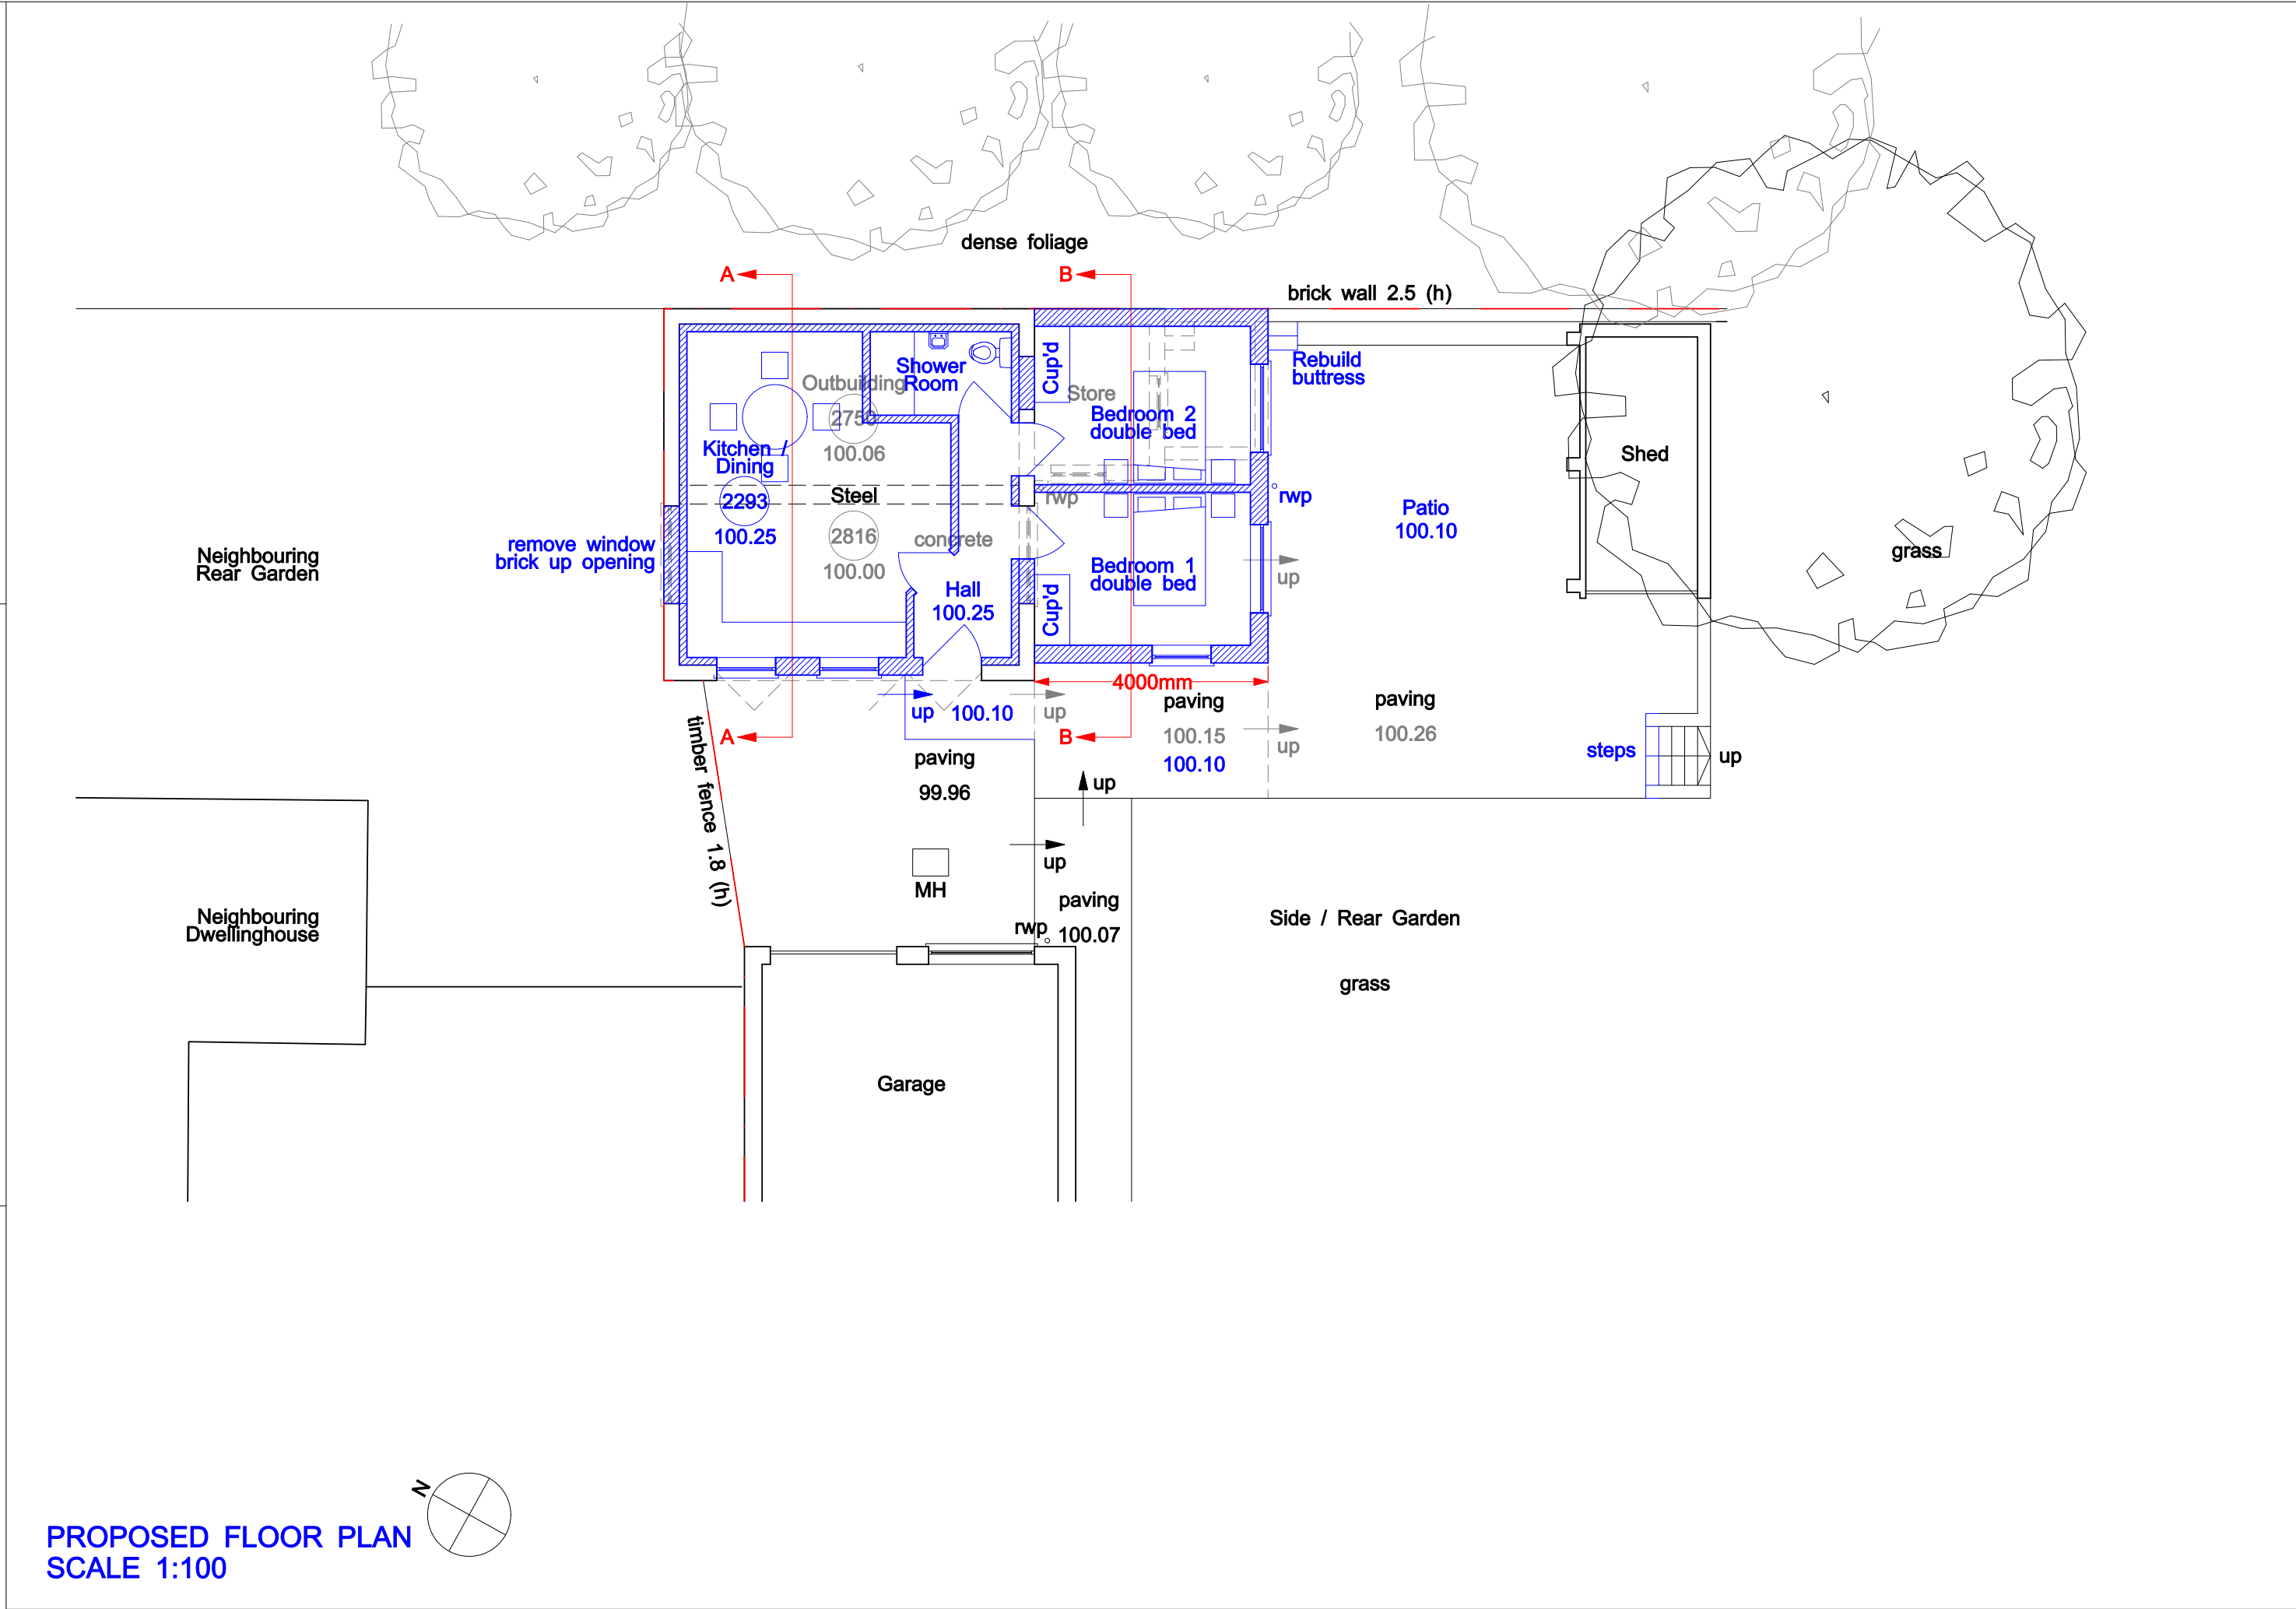 dense foliage
A
B
brick wall 2.5 (h)
Rebuild
buttress
Cup'd
Shower
Room
Outbuilding
Store
2750
100.06
Bedroom 2
double bed
Kitchen /
Dining
Shed
Steel
2293
100.25
rwp
rwp
Patio
100.10
2816
100.00
concrete
remove window
brick up opening
Neighbouring
Rear Garden
grass
Bedroom 1
double bed
up
Hall
100.25
Cup'd
4000mm
up
100.10
up
paving
100.15
100.10
up
paving
100.26
A
B
timber fence 1.8 (h)
steps
up
paving
99.96
up
up
MH
paving
100.07
rwp
Neighbouring
Dwellinghouse
Side / Rear Garden
grass
Garage
N
PROPOSED FLOOR PLAN
SCALE 1:100